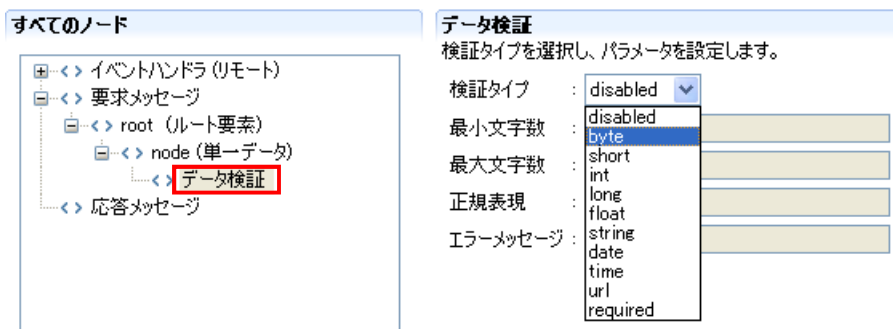 すべてのノード
イベントハンドラ (リモート)
要求メッセージ
root (ルート要素)
node (単一データ)
データ検証
応答メッセージ
データ検証
検証タイプを選択し、パラメータを設定します。
検証タイプ : disabled
最小文字数 :
最大文字数 :
正規表現 :
エラーメッセージ :
disabled
byte
short
int
long
float
string
date
time
url
required